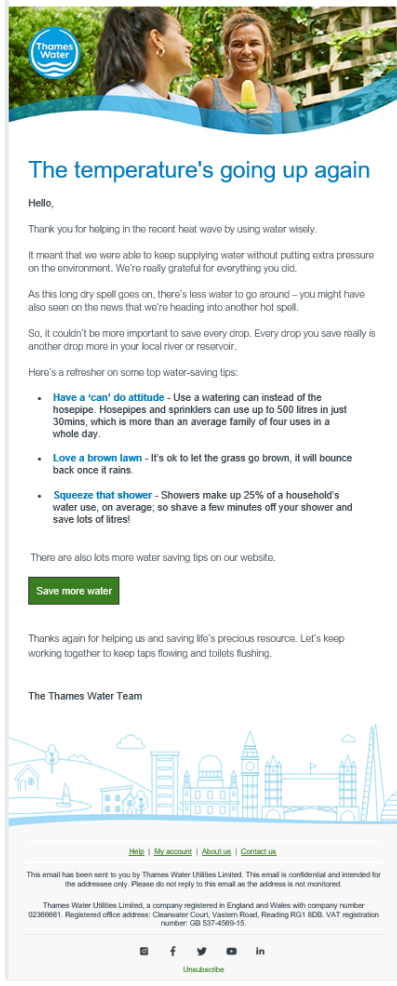 Thames
Water
The temperature's going up again
Hello,
Thank you for helping in the recent heat wave by using water wisely.
It meant that we were able to keep supplying water without putting extra pressure
on the environment. We're really grateful for everything you did.
As this long dry spell goes on, there's less water to go around – you might have
also seen on the news that we're heading into another hot spell.
So, it couldn't be more important to save every drop. Every drop you save really is
another drop more in your local river or reservoir.
Here's a refresher on some top water-saving tips:
• Have a 'can' do attitude - Use a watering can instead of the
hosepipe. Hosepipes and sprinklers can use up to 500 litres in just
30mins, which is more than an average family of four uses in a
whole day.
• Love a brown lawn - It's ok to let the grass go brown, it will bounce
back once it rains.
• Squeeze that shower - Showers make up 25% of a household's
water use, on average; so shave a few minutes off your shower and
save lots of litres!
There are also lots more water saving tips on our website.
Save more water
Thanks again for helping us and saving life's precious resource. Let's keep
working together to keep taps flowing and toilets flushing.
The Thames Water Team
Help | My account | About us | Contact us
This email has been sent to you by Thames Water Utilities Limited. This email is confidential and intended for
the addressee only. Please do not reply to this email as the address is not monitored.
Thames Water Utilities Limited, a company registered in England and Wales with company number
02366661. Registered office address: Clearwater Court, Vastern Road, Reading RG1 8DB. VAT registration
number: GB 537-4569-15.
Unsubscribe